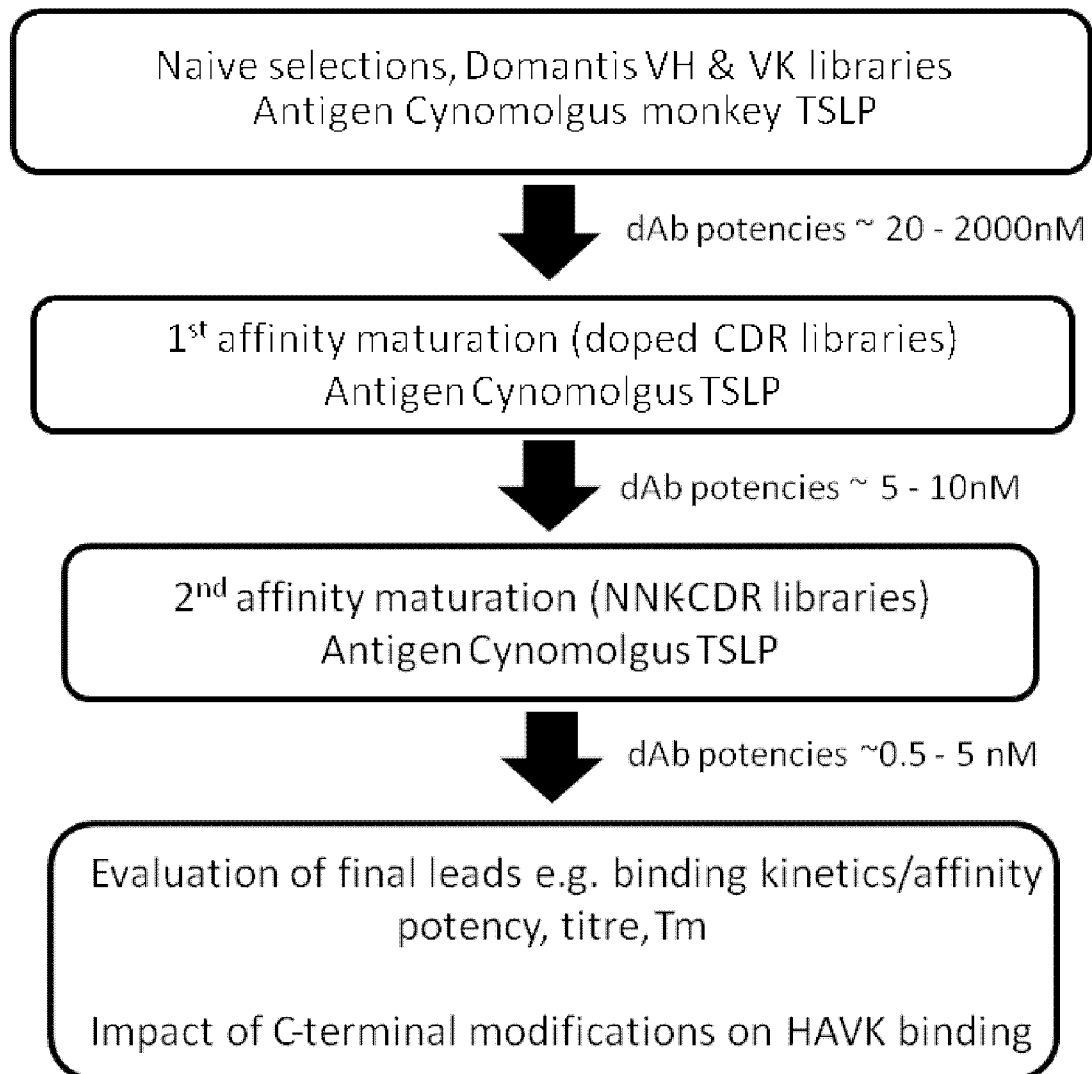 Naive selections, Domantis VH & VK libraries
Antigen Cynomolgus monkey TSLP
dAb potencies ~ 20 - 2000nM
1st affinity maturation (doped CDR libraries)
Antigen Cynomolgus TSLP
dAb potencies ~ 5 - 10nM
2nd affinity maturation (NNK-CDR libraries)
Antigen Cynomolgus TSLP
dAb potencies ~0.5 - 5 nM
Evaluation of final leads e.g. binding kinetics/affinity
potency, titre, Tm
Impact of C-terminal modifications on HAVK binding